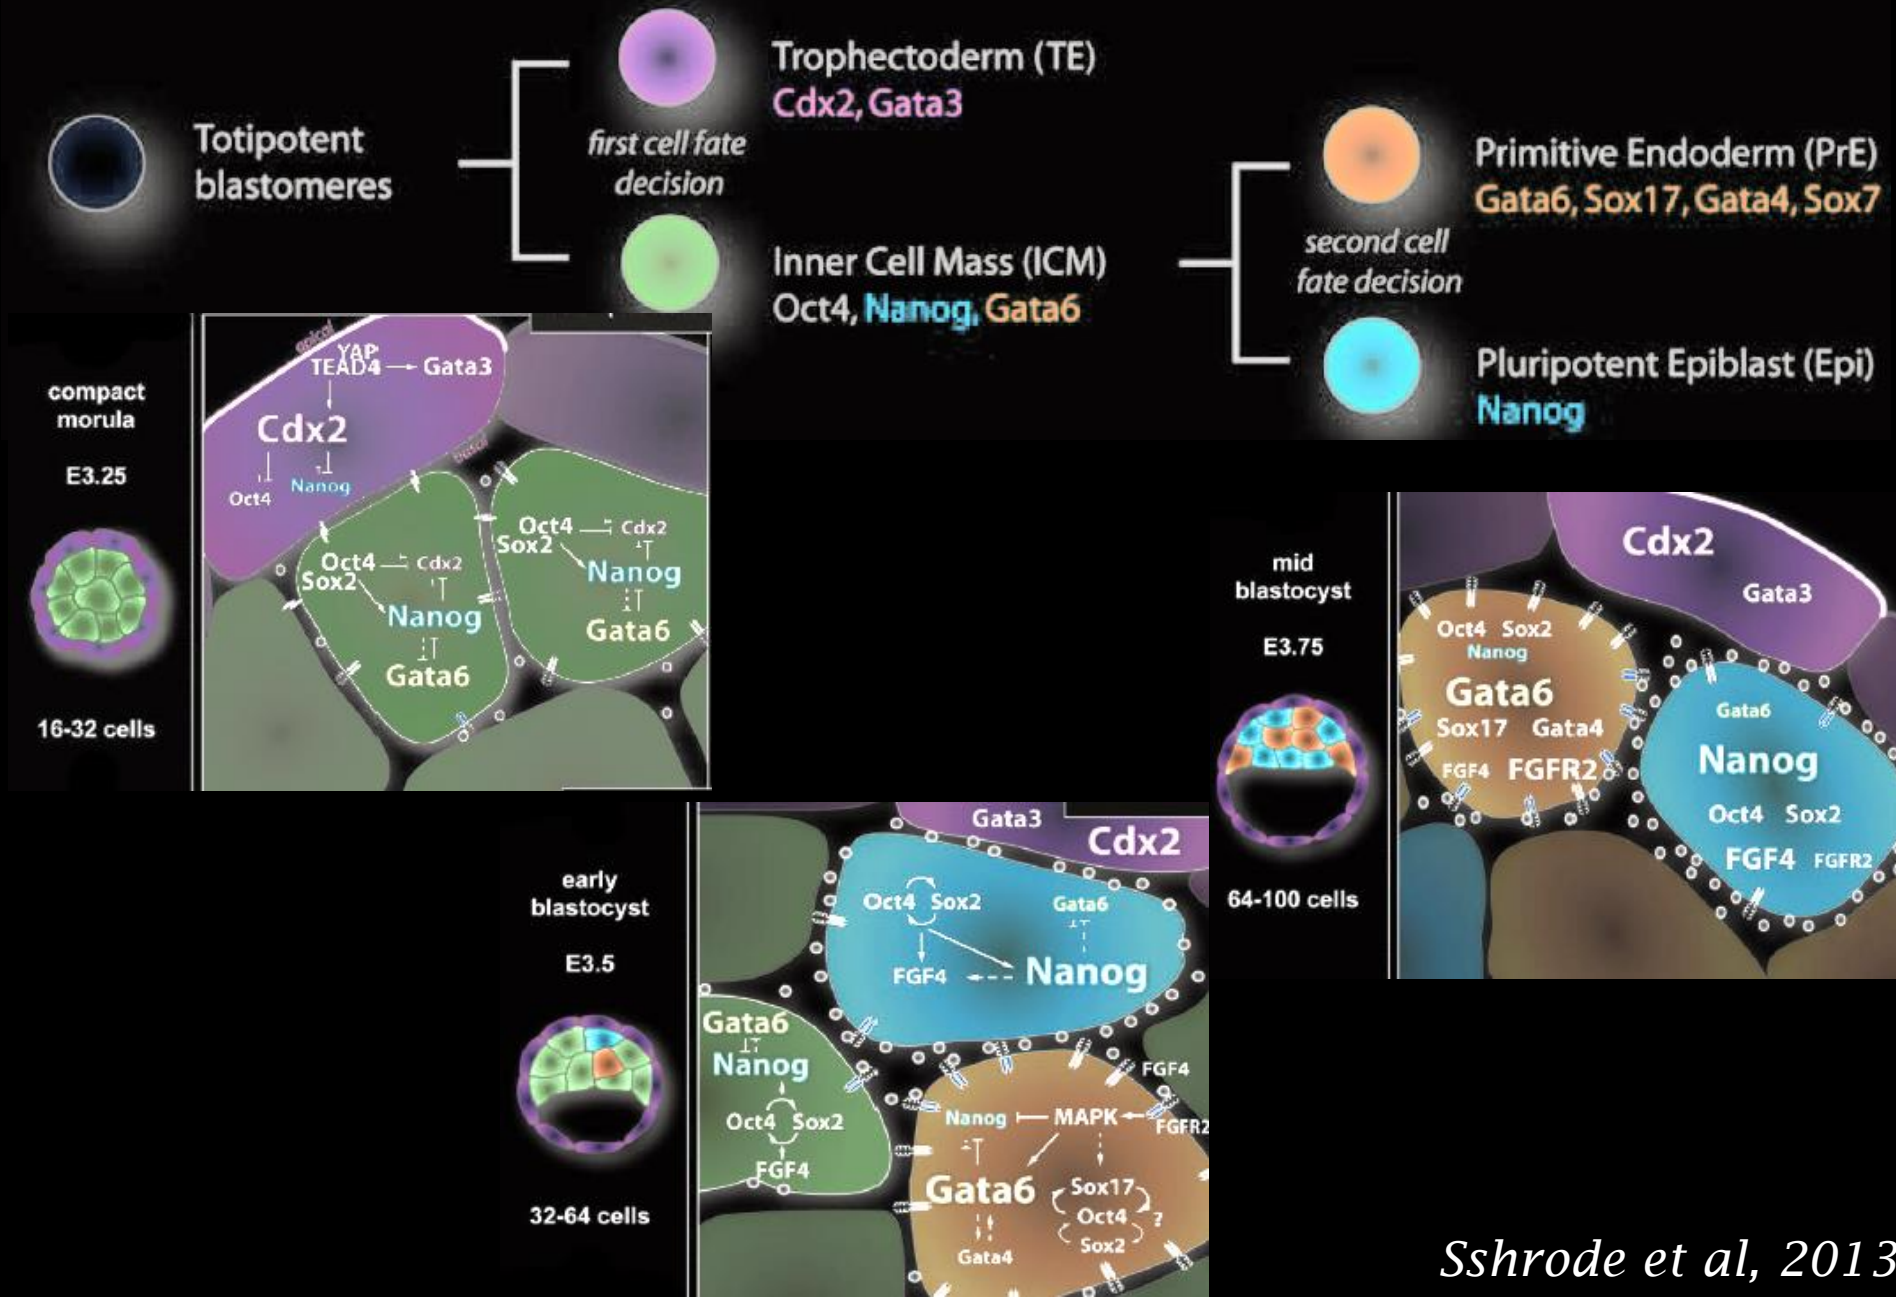 Totipotent
blastomeres
first cell fate
decision
Trophectoderm (TE)
Cdx2, Gata3
Inner Cell Mass (ICM)
Oct4, Nanog, Gata6
second cell
fate decision
Primitive Endoderm (PrE)
Gata6, Sox17, Gata4, Sox7
Pluripotent Epiblast (Epi)
Nanog
compact
morula
E3.25
16-32 cells
apical
YAP
TEAD4
Gata3
Cdx2
Oct4
Nanog
basal
Oct4
Cdx2
Sox2
Nanog
Gata6
Oct4
Cdx2
Sox2
Nanog
Gata6
early
blastocyst
E3.5
32-64 cells
Gata3
Cdx2
Oct4
Sox2
Gata6
FGF4
Nanog
Gata6
Nanog
Oct4
Sox2
FGF4
FGF4
Nanog
MAPK
FGFR2
Gata6
Sox17
Oct4
?
Sox2
Gata4
mid
blastocyst
E3.75
64-100 cells
Cdx2
Gata3
Oct4 Sox2
Nanog
Gata6
Sox17 Gata4
FGF4 FGFR2
Gata6
Nanog
Oct4 Sox2
FGF4 FGFR2
Sshrode et al, 2013